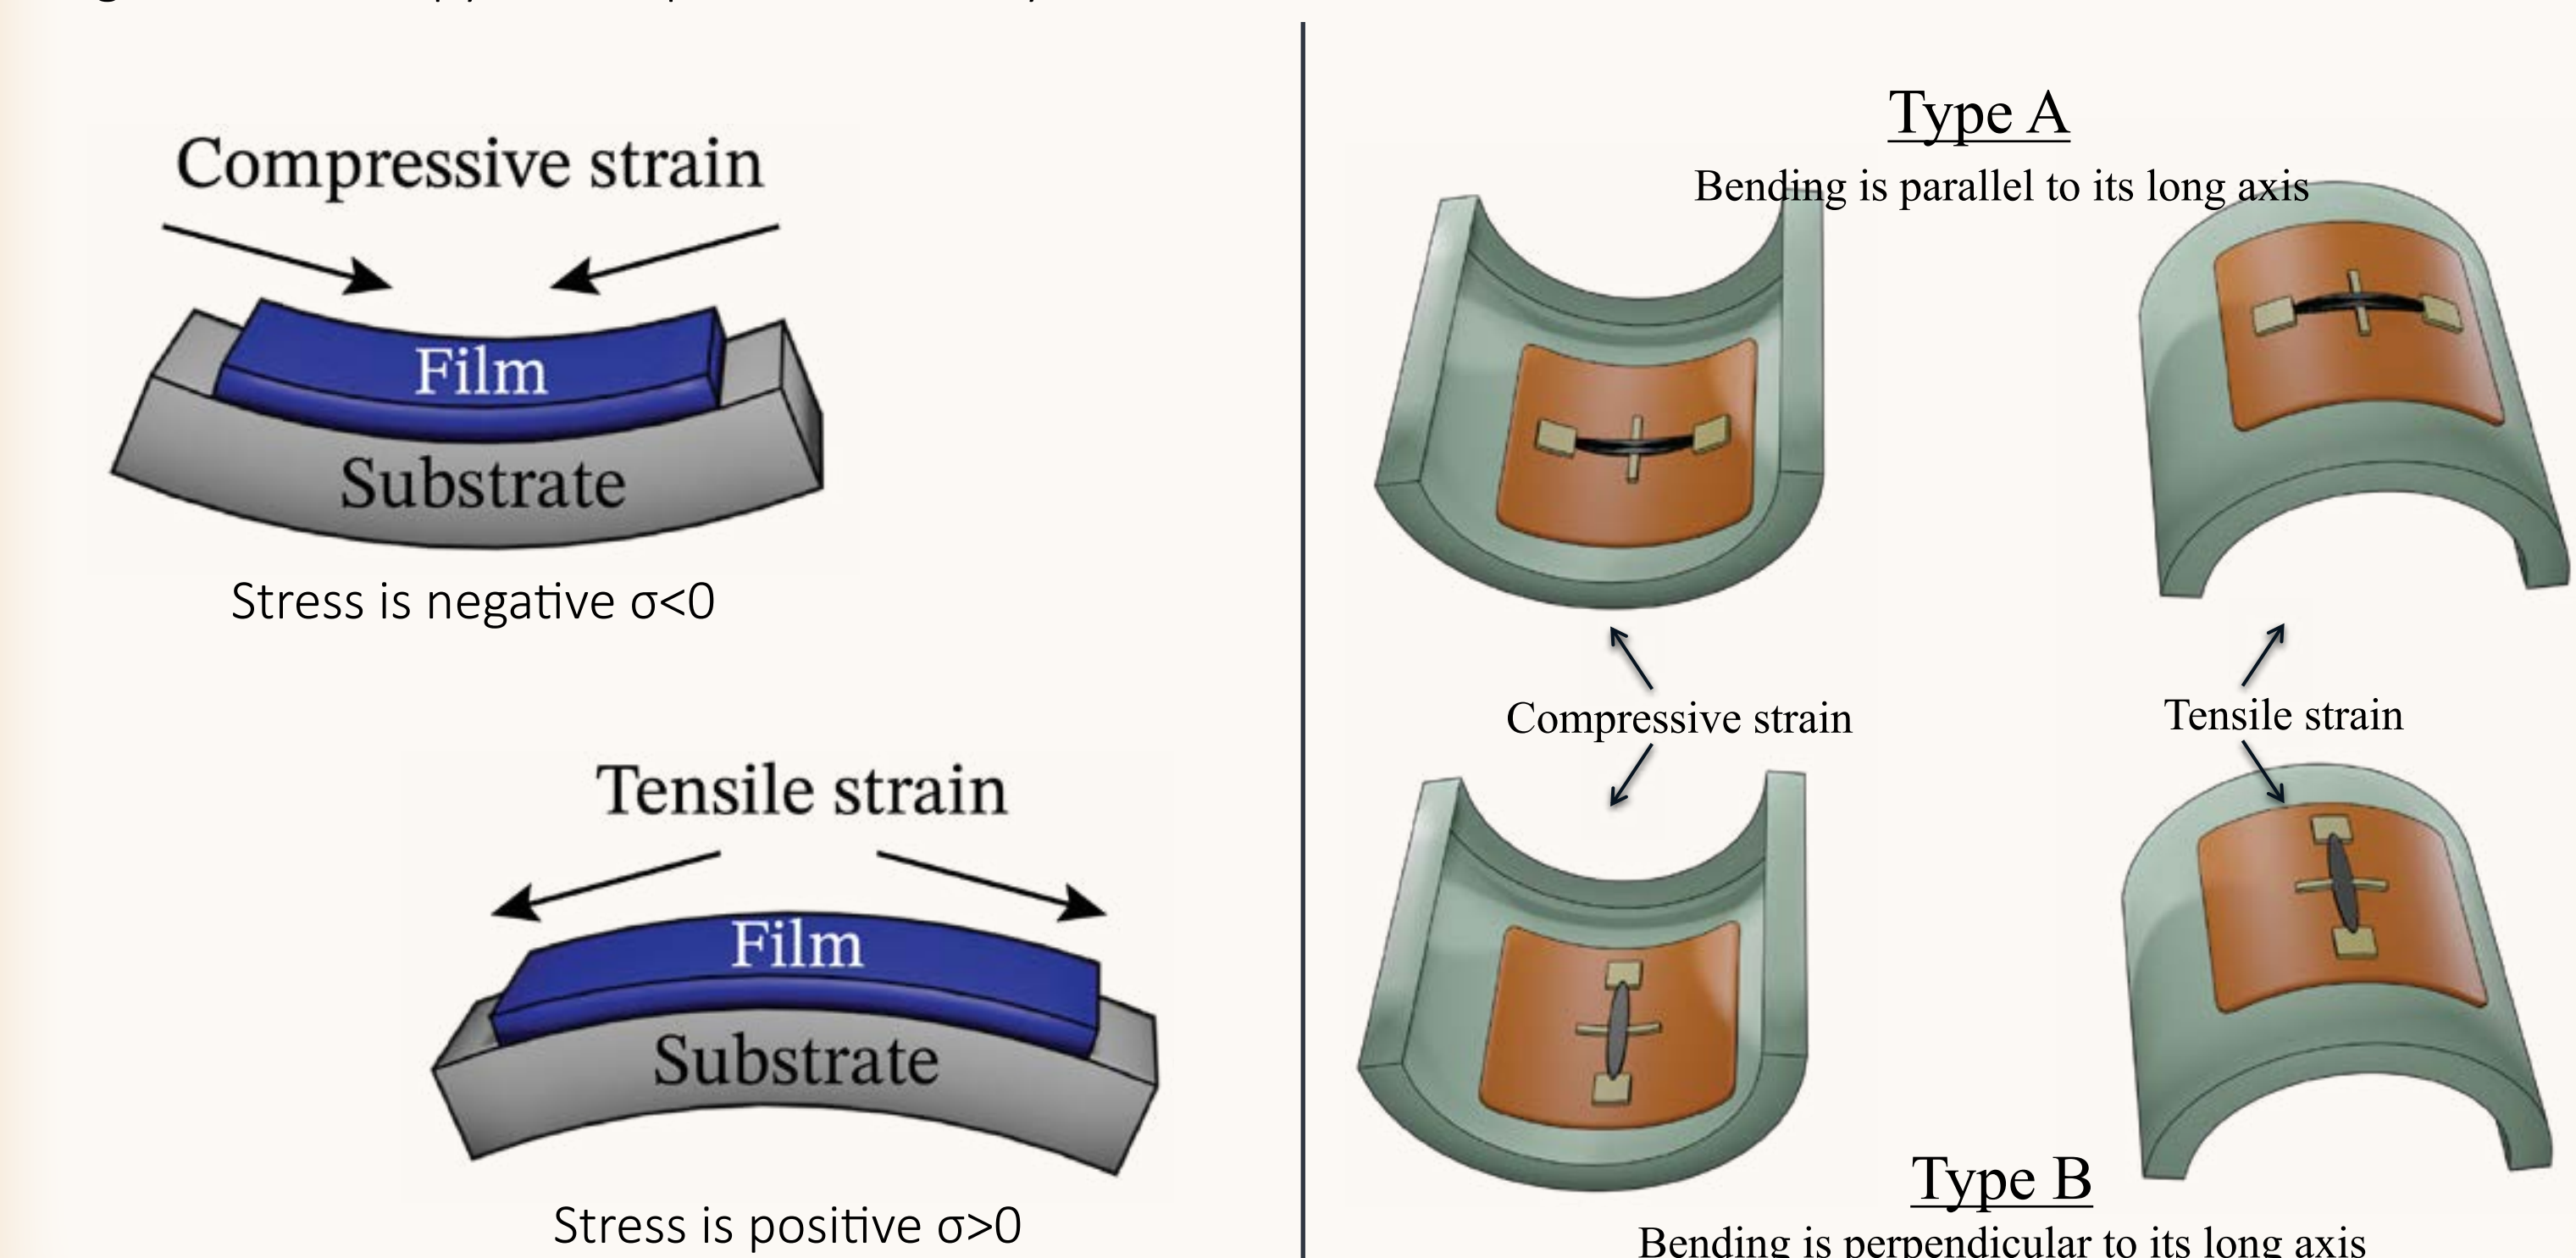 Compressive strain
Film
Substrate
Stress is negative σ<0
Tensile strain
Film
Substrate
Stress is positive σ>0
Type A
Bending is parallel to its long axis
Compressive strain
Tensile strain
Type B
Bending is perpendicular to its long axis